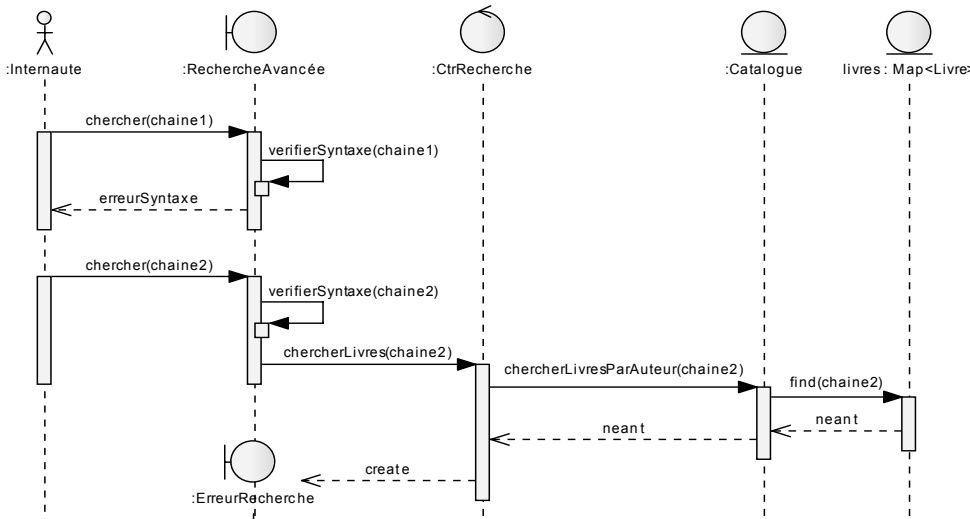 :Internaute
:RechercheAvancée
:CtrRecherche
:Catalogue
livres : Map<Livre>
chercher(chaine1)
verifierSyntaxe(chaine1)
erreurSyntaxe
chercher(chaine2)
verifierSyntaxe(chaine2)
chercherLivres(chaine2)
chercherLivresParAuteur(chaine2)
find(chaine2)
neant
neant
create
:ErreurRecherche